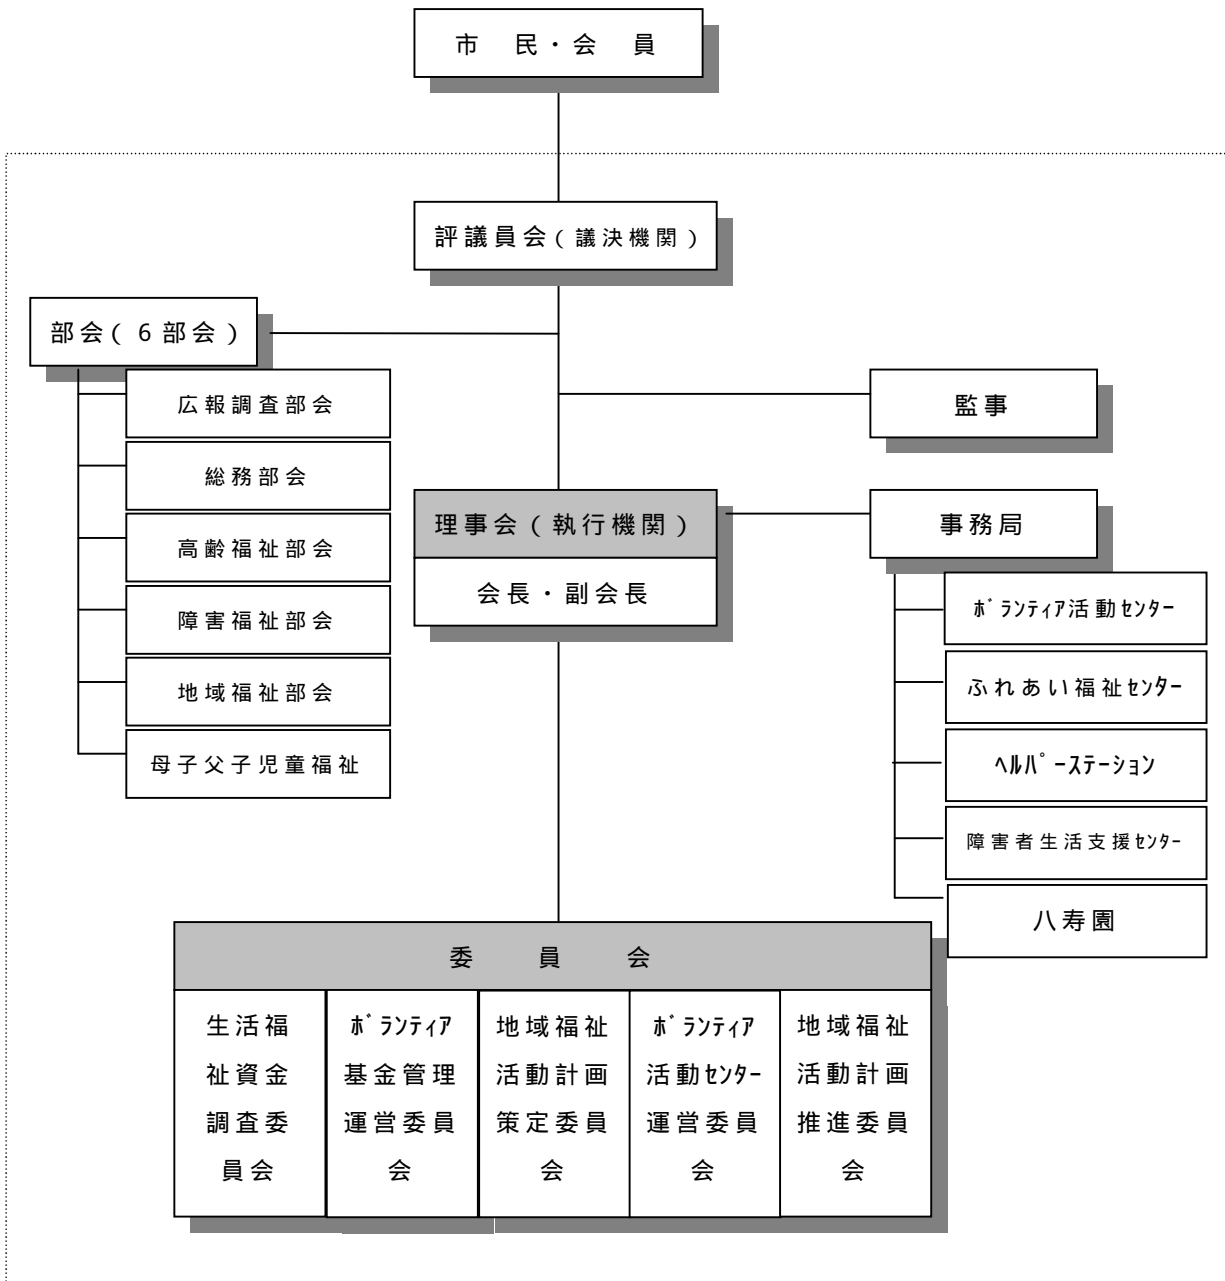 市 民・会 員
評議員会(議決機関)
部会(6部会)
広報調査部会
総務部会
高齢福祉部会
障害福祉部会
地域福祉部会
母子父子児童福祉
監事
理事会(執行機関)
会長・副会長
事務局
ﾎﾞﾗﾝﾃｨｱ活動ｾﾝﾀｰ
ふれあい福祉ｾﾝﾀｰ
ﾍﾙﾊﾟｰｽﾃｰｼｮﾝ
障害者生活支援ｾﾝﾀｰ
八寿園
委 員 会
生活福
祉資金
調査委
員会
ﾎﾞﾗﾝﾃｨｱ
基金管理
運営委員
会
地域福祉
活動計画
策定委員
会
ﾎﾞﾗﾝﾃｨｱ
活動ｾﾝﾀｰ
運営委員
会
地域福祉
活動計画
推進委員
会